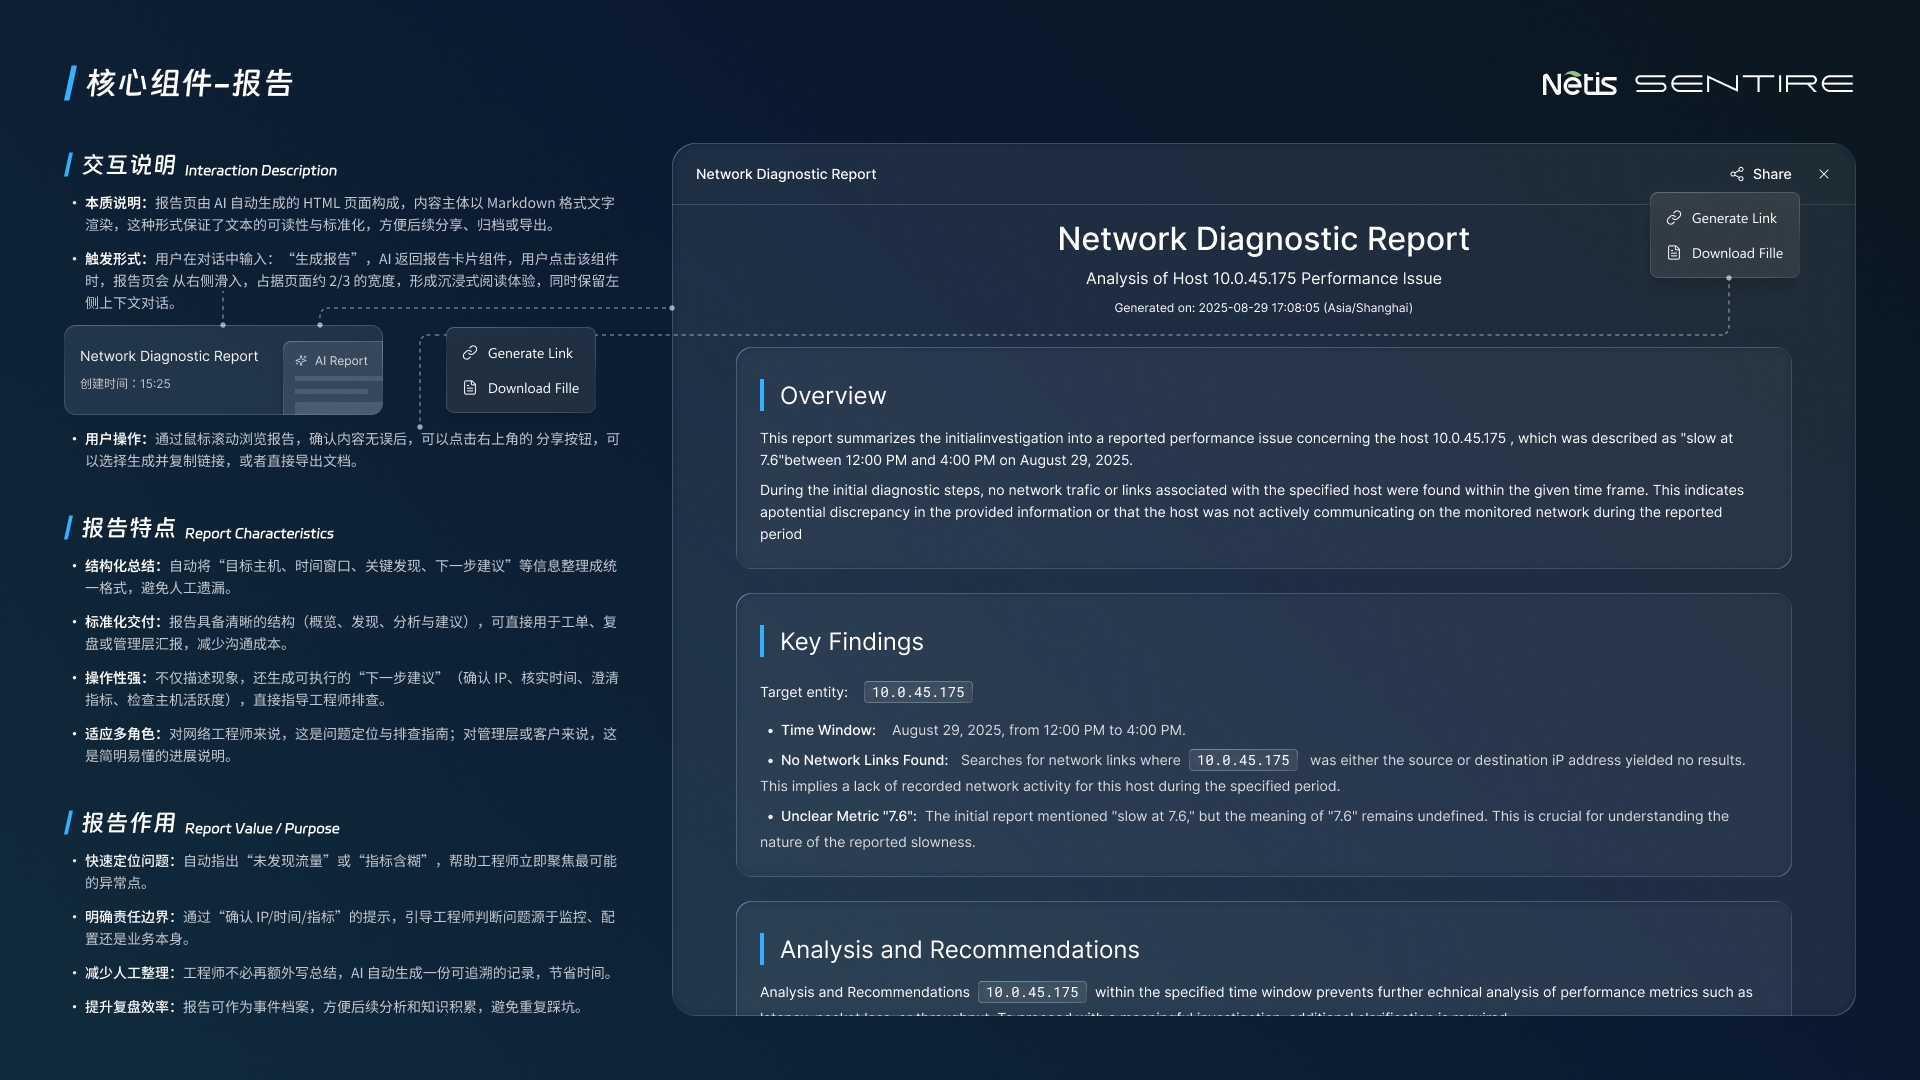 核心组件-报告
Netis SENTIRE
交互说明 Interaction Description
• 本质说明：报告页由 AI 自动生成的 HTML 页面构成，内容主体以 Markdown 格式文字
渲染，这种形式保证了文本的可读性与标准化，方便后续分享、归档或导出。
• 触发形式：用户在对话中输入：“生成报告”，AI 返回报告卡片组件，用户点击该组件
时，报告页会 从右侧滑入，占据页面约 2/3 的宽度，形成沉浸式阅读体验，同时保留左
侧上下文对话。
Network Diagnostic Report
创建时间：15:25
AI Report
Generate Link
Download Fille
• 用户操作：通过鼠标滚动浏览报告，确认内容无误后，可以点击右上角的 分享按钮，可
以选择生成并复制链接，或者直接导出文档。
报告特点 Report Characteristics
• 结构化总结：自动将“目标主机、时间窗口、关键发现、下一步建议”等信息整理成统
一格式，避免人工遗漏。
• 标准化交付：报告具备清晰的结构（概览、发现、分析与建议），可直接用于工单、复
盘或管理层汇报，减少沟通成本。
• 操作性强：不仅描述现象，还生成可执行的“下一步建议”（确认 IP、核实时间、澄清
指标、检查主机活跃度），直接指导工程师排查。
• 适应多角色：对网络工程师来说，这是问题定位与排查指南；对管理层或客户来说，这
是简明易懂的进展说明。
报告作用 Report Value / Purpose
• 快速定位问题：自动指出“未发现流量”或“指标含糊”，帮助工程师立即聚焦最可能
的异常点。
• 明确责任边界：通过“确认 IP/时间/指标”的提示，引导工程师判断问题源于监控、配
置还是业务本身。
• 减少人工整理：工程师不必再额外写总结，AI 自动生成一份可追溯的记录，节省时间。
• 提升复盘效率：报告可作为事件档案，方便后续分析和知识积累，避免重复踩坑。
Network Diagnostic Report
Share
Generate Link
Download Fille
Network Diagnostic Report
Analysis of Host 10.0.45.175 Performance Issue
Generated on: 2025-08-29 17:08:05 (Asia/Shanghai)
Overview
This report summarizes the initialinvestigation into a reported performance issue concerning the host 10.0.45.175 , which was described as "slow at
7.6"between 12:00 PM and 4:00 PM on August 29, 2025.
During the initial diagnostic steps, no network trafic or links associated with the specified host were found within the given time frame. This indicates
apotential discrepancy in the provided information or that the host was not actively communicating on the monitored network during the reported
period
Key Findings
Target entity: 10.0.45.175
• Time Window: August 29, 2025, from 12:00 PM to 4:00 PM.
• No Network Links Found: Searches for network links where 10.0.45.175 was either the source or destination iP address yielded no results.
This implies a lack of recorded network activity for this host during the specified period.
• Unclear Metric "7.6": The initial report mentioned "slow at 7.6," but the meaning of "7.6" remains undefined. This is crucial for understanding the
nature of the reported slowness.
Analysis and Recommendations
Analysis and Recommendations 10.0.45.175 within the specified time window prevents further echnical analysis of performance metrics such as